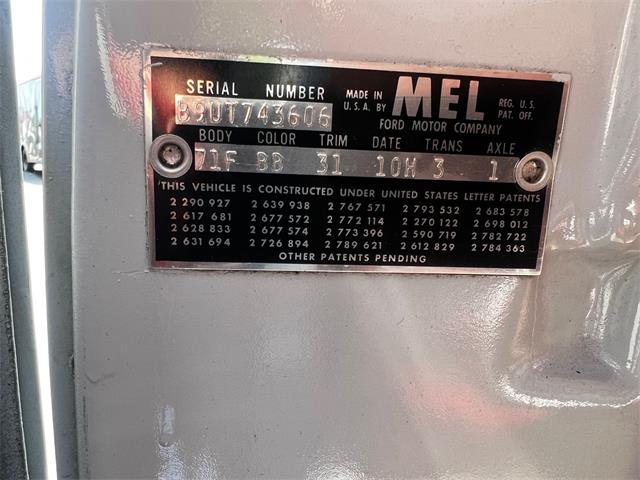 SERIAL NUMBER MADE IN U.S.A. BY MEL REG. U.S. PAT. OFF.
B9UT743606 FORD MOTOR COMPANY
BODY COLOR TRIM DATE TRANS AXLE
71F BB 31 10H 3 1
THIS VEHICLE IS CONSTRUCTED UNDER UNITED STATES LETTER PATENTS
2 290 927 2 639 938 2 767 571 2 793 532 2 683 578
2 617 681 2 677 572 2 772 114 2 270 122 2 698 012
2 628 833 2 677 574 2 773 396 2 590 719 2 782 722
2 631 694 2 726 894 2 789 621 2 612 829 2 784 363
OTHER PATENTS PENDING